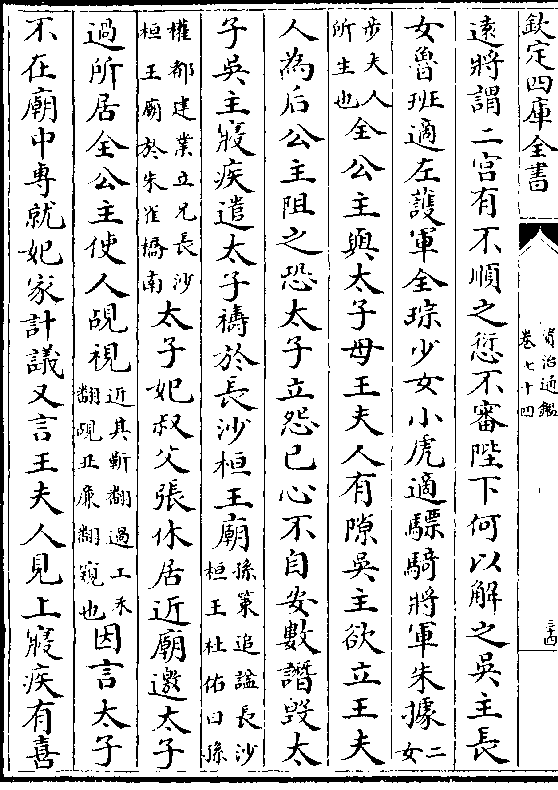 欽定四庫全書
資治通鑑
卷七十四
遠將謂二宮有不順之愆不審陛下何以解之吳主長
女魯班適左護軍全琮少女小虎適驃騎將軍朱據二女
步夫人所生也全公主與太子母王夫人有隙吳主欲立王夫
人為后公主阻之恐太子立怨已心不自安數譖毀太
子吳主寢疾遣太子禱於長沙桓王廟孫策追諡長沙桓王杜佑曰孫
權都建業立兄長沙桓王廟於朱雀橋南太子妃叔父張休居近廟邀太子
過所居全公主使人覘視近其靳翻過工禾翻覘丑亷翻窺也因言太子
不在廟中專就妃家計議又言王夫人見上寢疾有喜